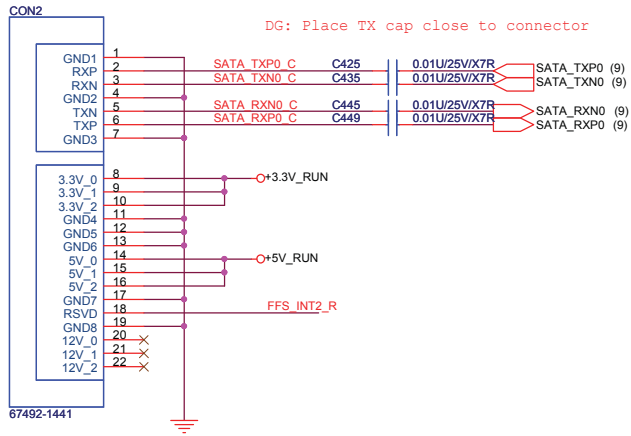 CON2
DG: Place TX cap close to connector
GND1 1
RXP 2 SATA_TXP0_C C425 0.01U/25V/X7R SATA_TXP0 (9)
RXN 3 SATA_TXN0_C C435 0.01U/25V/X7R SATA_TXN0 (9)
GND2 4
TXN 5 SATA_RXN0_C C445 0.01U/25V/X7R SATA_RXN0 (9)
TXP 6 SATA_RXP0_C C449 0.01U/25V/X7R SATA_RXP0 (9)
GND3 7
3.3V_0 8 +3.3V_RUN
3.3V_1 9
3.3V_2 10
GND4 11
GND5 12
GND6 13
5V_0 14 +5V_RUN
5V_1 15
5V_2 16
GND7 17
RSVD 18 FFS_INT2_R
GND8 19
12V_0 20
12V_1 21
12V_2 22
67492-1441